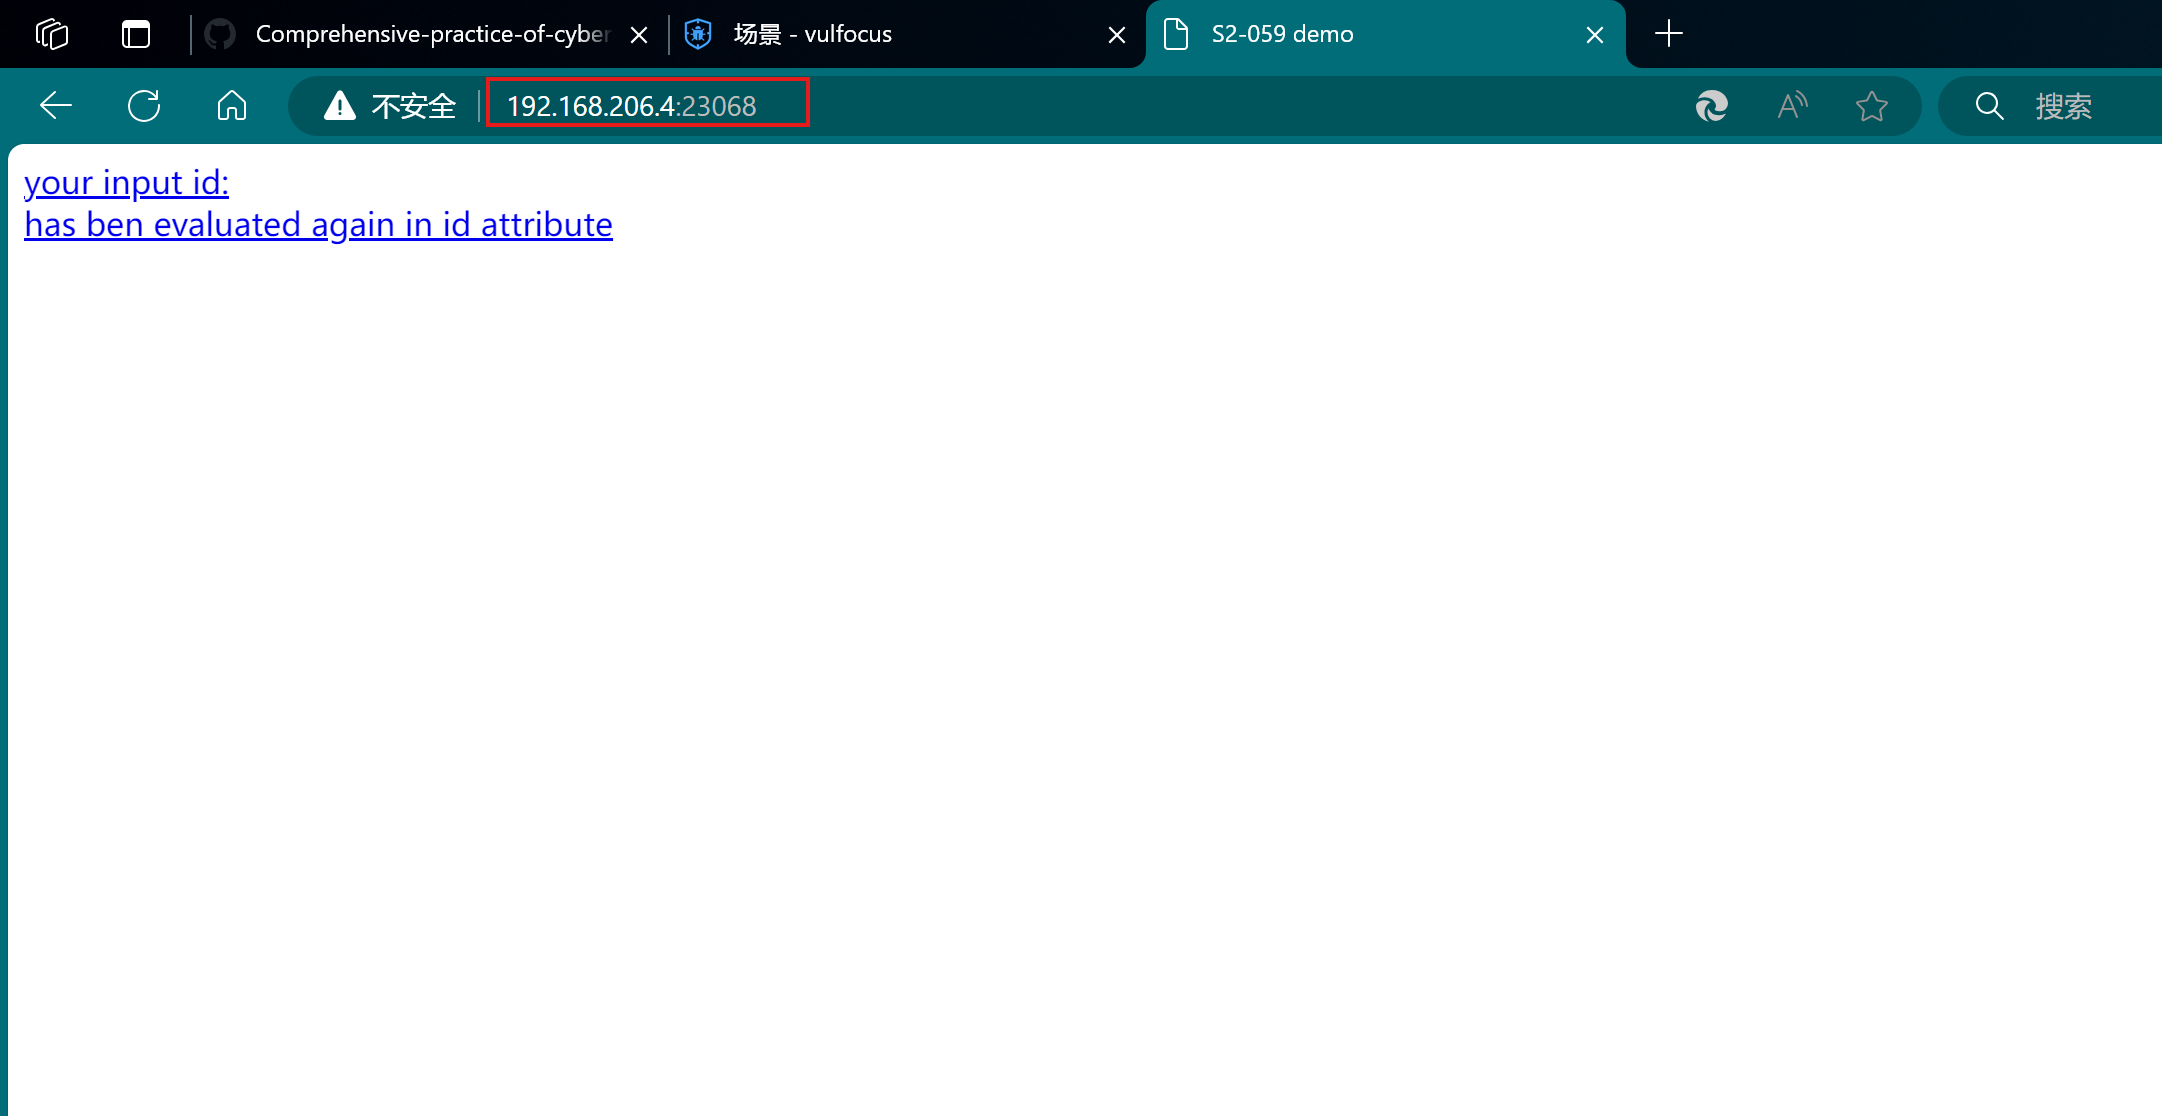 Comprehensive-practice-of-cyber
场景 - vulfocus
S2-059 demo
不安全
192.168.206.4:23068
搜索
your input id:
has ben evaluated again in id attribute